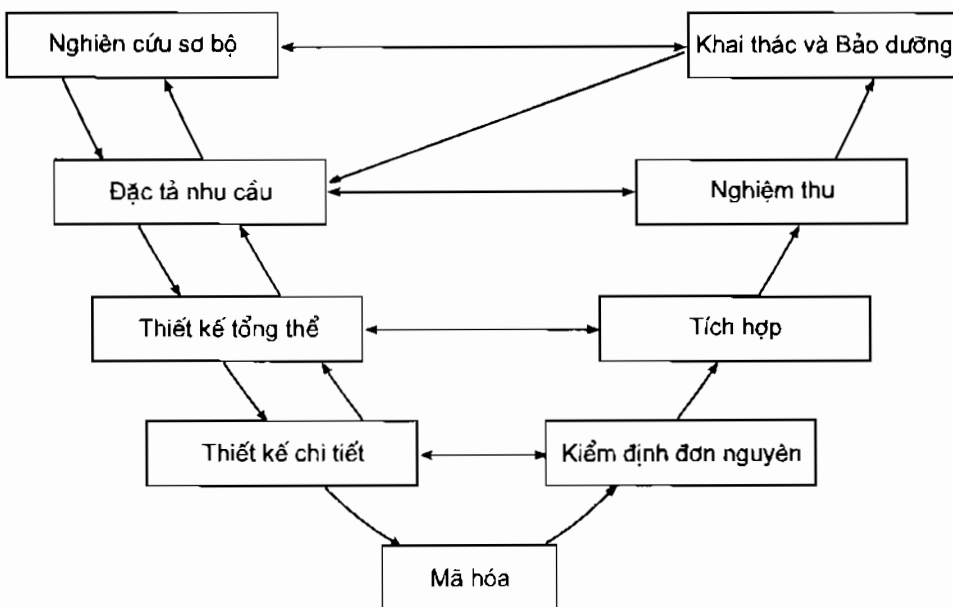 Nghiên cứu sơ bộ
Khai thác và Bảo dưỡng
Đặc tả nhu cầu
Nghiệm thu
Thiết kế tổng thể
Tích hợp
Thiết kế chi tiết
Kiểm định đơn nguyên
Mã hóa